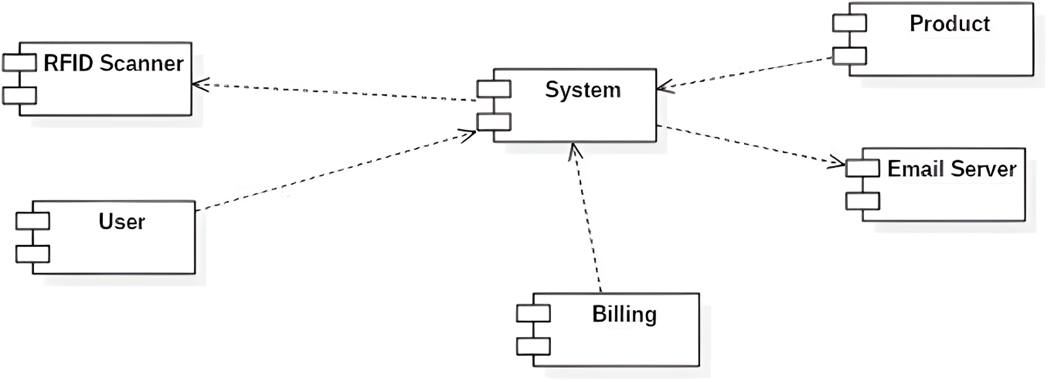 Product
RFID Scanner
System
Email Server
User
Billing